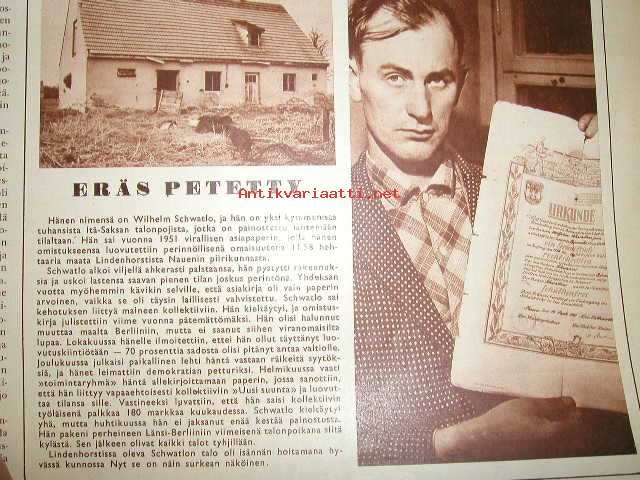 ERÄS PETETTY
Antikvariaatti.net
Hänen nimensä on Wilhelm Schwatlo, ja hän on yksi kymmenistä
tuhansista Itä-Saksan talonpojista, jotka on painostettu jättämään
tilaltaan. Hän sai vuonna 1951 virallisen asiapaperin, jolla hänen
omistukseensa luovutettiin perinnöllisenä omaisuutena 11.58 heh-
taaria maata Lindenhorstista Nauenin piirikunnasta.
Schwatlo alkoi viljellä ahkerasti palstaansa, hän pystytti rakennuk-
sia ja uskoi lastensa saavan pienen tilan joskus perintönä. Yhdeksän
vuotta myöhemmin kävikin selville, että asiakirja oli vain paperin
arvoinen, vaikka se oli täysin laillisesti vahvistettu. Schwatlo sai
kehotuksen liittyä maineen kollektiiviin. Hän kieltäytyi, ja omistus-
kirja julistettiin viime vuonna pätemättömäksi. Hän olisi halunnut
muuttaa maalta Berliiniin, mutta ei saanut siihen viranomaisilta
lupaa. Lokakuussa hänelle ilmoitettiin, ettei hän ollut täyttänyt luo-
vutuskiintiötään — 70 prosenttia sadosta olisi pitänyt antaa valtiolle.
Joulukuussa julkaisi paikallinen lehti häntä vastaan räikeitä syytök-
siä, ja hänet leimattiin demokratian petturiksi. Helmikuussa vaati
»toimintaryhmä» häntä allekirjoittamaan paperin, jossa sanottiin,
että hän liittyy vapaaehtoisesti kollektiiviin »Uusi suunta» ja luovut-
taa tilansa sille. Vastineeksi luvattiin, että hän saisi kollektiivin
työläisenä palkkaa 180 markkaa kuukaudessa. Schwatlo kieltäytyi
yhä, mutta huhtikuussa hän ei jaksanut enää kestää painostusta.
Hän pakeni perheineen Länsi-Berliiniin viimeisenä talonpoikana siitä
kylästä. Sen jälkeen olivat kaikki talot tyhjillään.
Lindenhorstissa oleva Schwatlon talo oli isännän hoitamana hy-
vässä kunnossa Nyt se on näin surkean näköinen.
URKUNDE